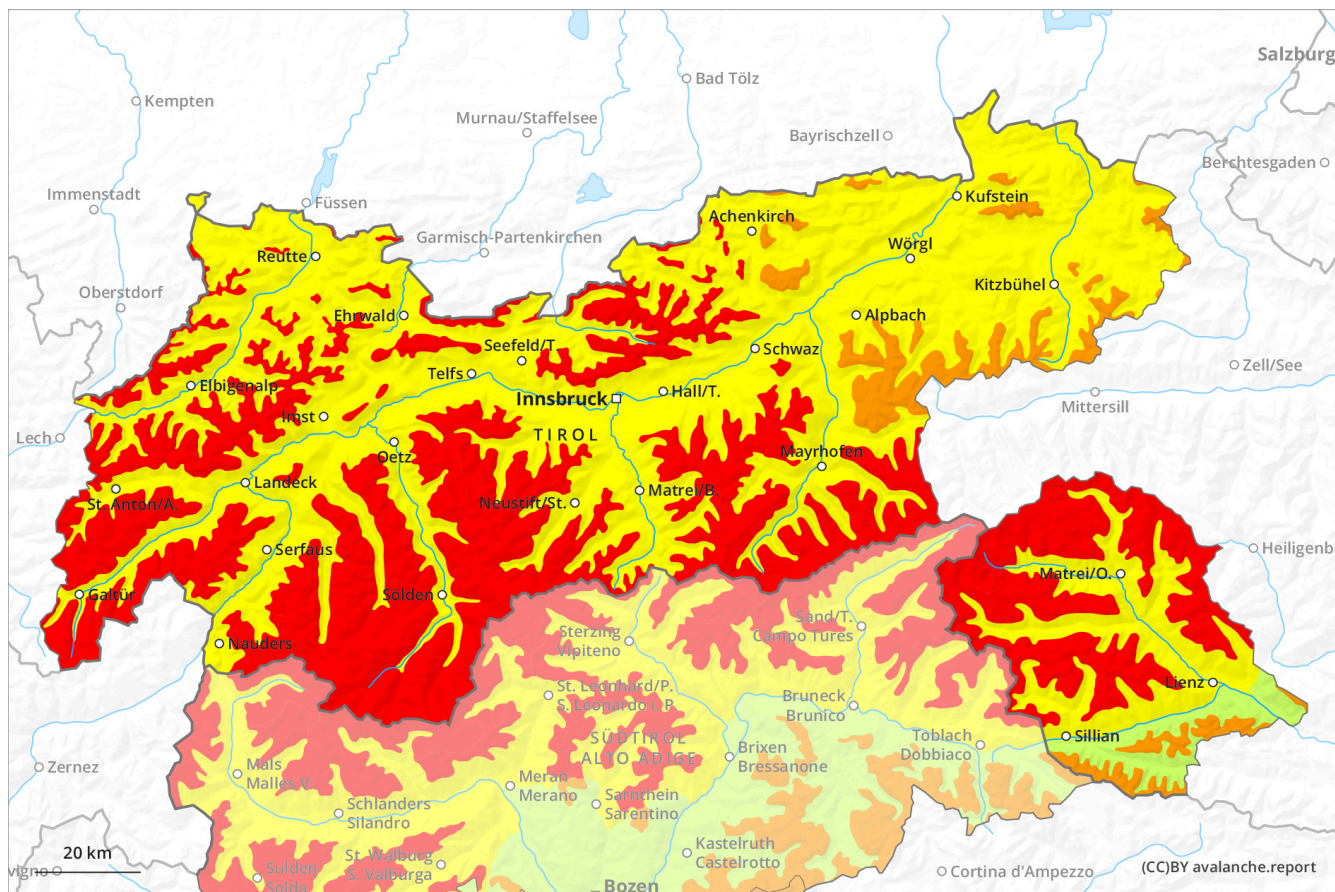 Salzburg
Bad Tölz
Kempten
Murnau/Staffelsee
Bayrischzell
Berchtesgaden
Immenstadt
Füssen
Kufstein
Achenkirch
Garmisch-Partenkirchen
Wörgl
Reutte
Kitzbühel
Oberstdorf
Ehrwald
Alpbach
Seefeld/T.
Schwaz
Zell/See
Telfs
Elbigenalp
Innsbruck
Hall/T.
Mittersill
Imst
TIROL
Lech
Oetz
Mayrhofen
Landeck
Matrei/B.
St. Anton/A.
Neustift/St.
Serfaus
Heiligenb
Matrei/O.
Galtür
Sölden
Sand/T.
Campo Tures
Sterzing
Vipiteno
Nauders
Lienz
St. Leonhard/P.
S. Leonardo i. P.
Bruneck
Brunico
Sillian
SÜDTIROL
ALTO ADIGE
Toblach
Dobbiaco
Brixen
Bressanone
Zernez
Mals
Malles V.
Meran
Merano
Sarnthein
Sarentino
Schlanders
Silandro
Kastelruth
Castelrotto
St. Walburg
S. Valburga
20 km
vigno
Sulden
Solda
Bozen
Cortina d'Ampezzo
(CC)BY avalanche.report